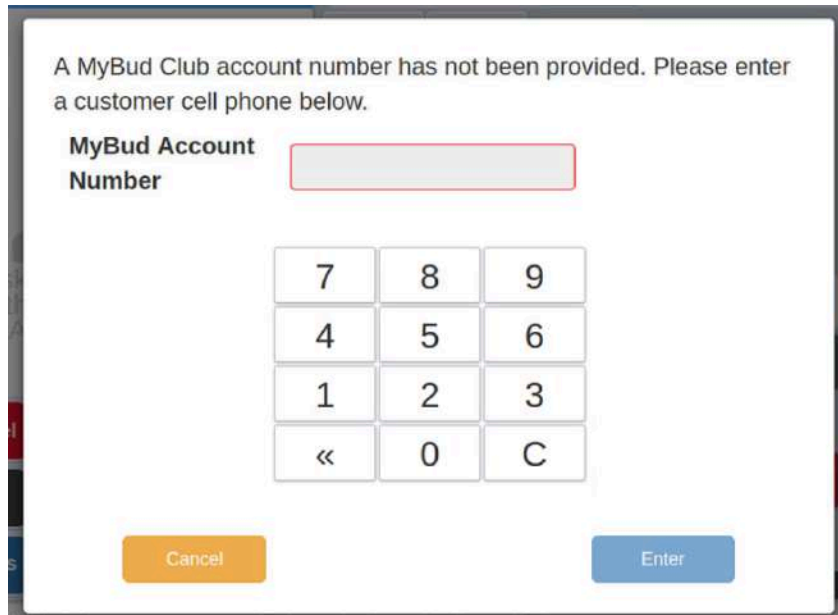 A MyBud Club account number has not been provided. Please enter
a customer cell phone below.
MyBud Account
Number
7 8 9
4 5 6
1 2 3
« 0 C
Cancel Enter